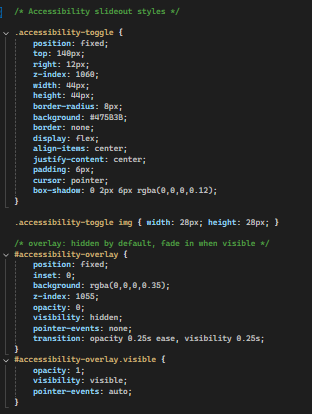 /* Accessibility slideout styles */
.accessibility-toggle {
position: fixed;
top: 140px;
right: 12px;
z-index: 1060;
width: 44px;
height: 44px;
border-radius: 8px;
background: #475B3B;
border: none;
display: flex;
align-items: center;
justify-content: center;
padding: 6px;
cursor: pointer;
box-shadow: 0 2px 6px rgba(0,0,0,0.12);
}
.accessibility-toggle img { width: 28px; height: 28px; }
/* overlay: hidden by default, fade in when visible */
#accessibility-overlay {
position: fixed;
inset: 0;
background: rgba(0,0,0,0.35);
z-index: 1055;
opacity: 0;
visibility: hidden;
pointer-events: none;
transition: opacity 0.25s ease, visibility 0.25s;
}
#accessibility-overlay.visible {
opacity: 1;
visibility: visible;
pointer-events: auto;
}